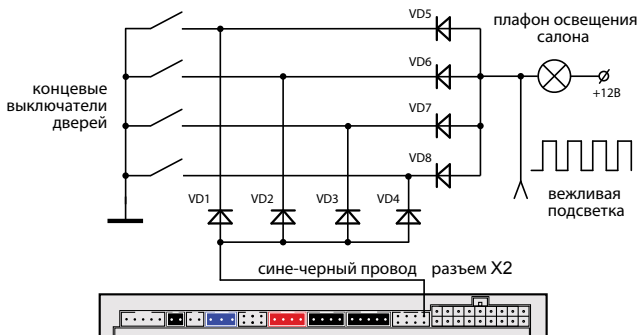 VD5
плафон освещения
салона
VD6
+12В
концевые
выключатели
дверей
VD7
VD8
VD1
VD2
VD3
VD4
вежливая
подсветка
сине-черный провод
разъем X2